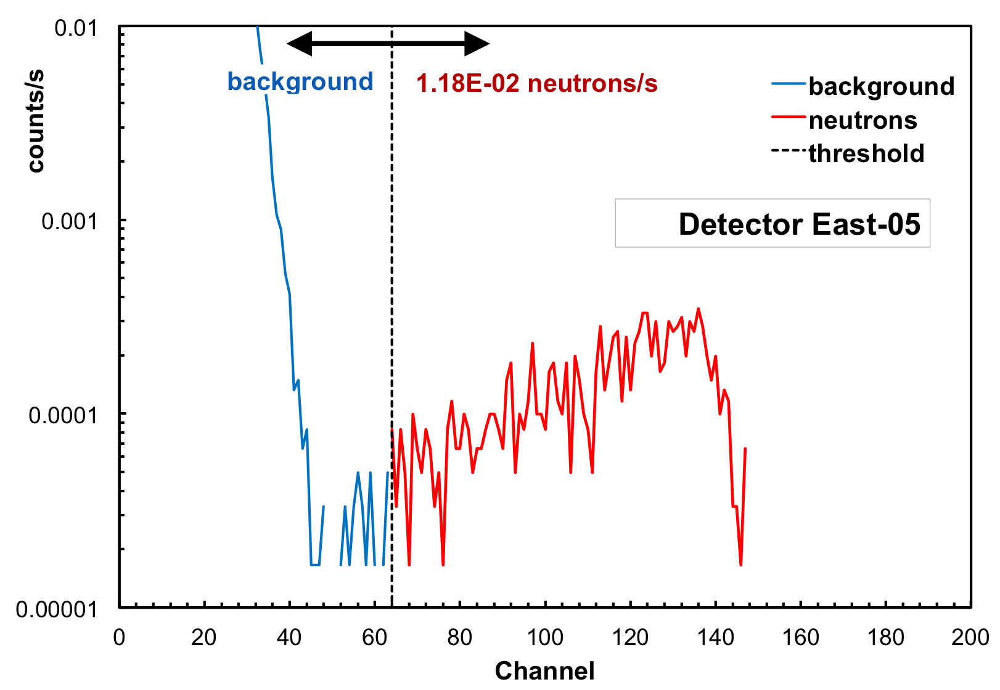 0.01
0.001
0.0001
0.00001
counts/s
background
1.18E-02 neutrons/s
background
neutrons
threshold
Detector East-05
0 20 40 60 80 100 120 140 160 180 200
Channel